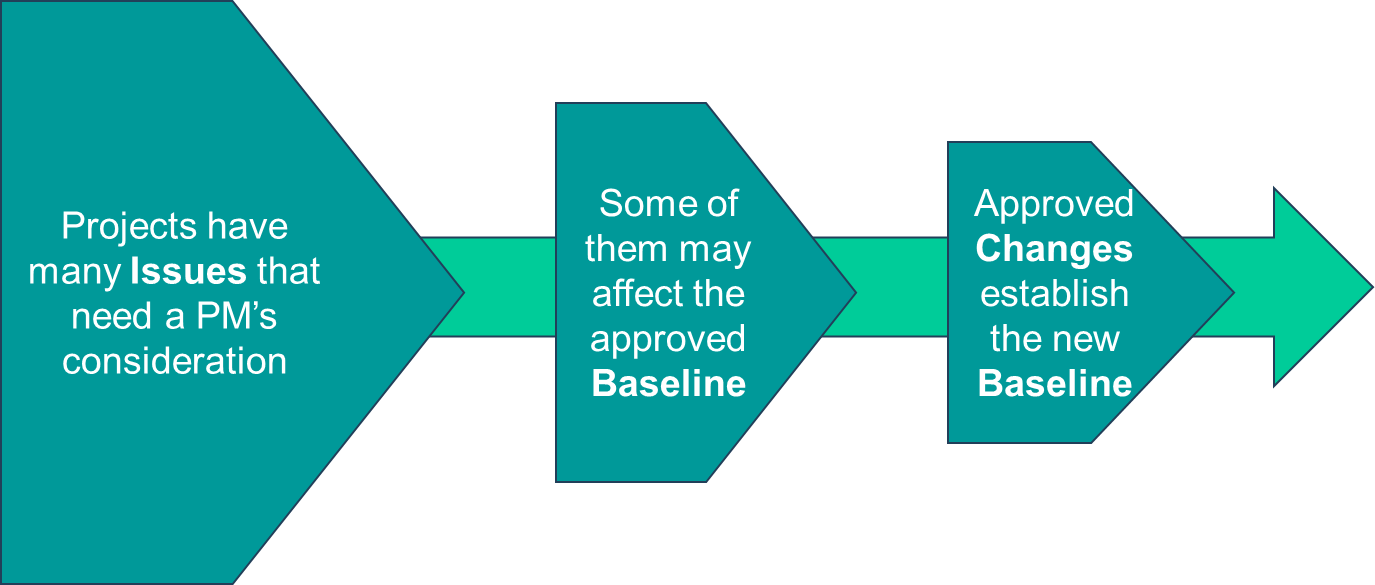 Projects have
many Issues that
need a PM’s
consideration
Some of
them may
affect the
approved
Baseline
Approved
Changes
establish
the new
Baseline